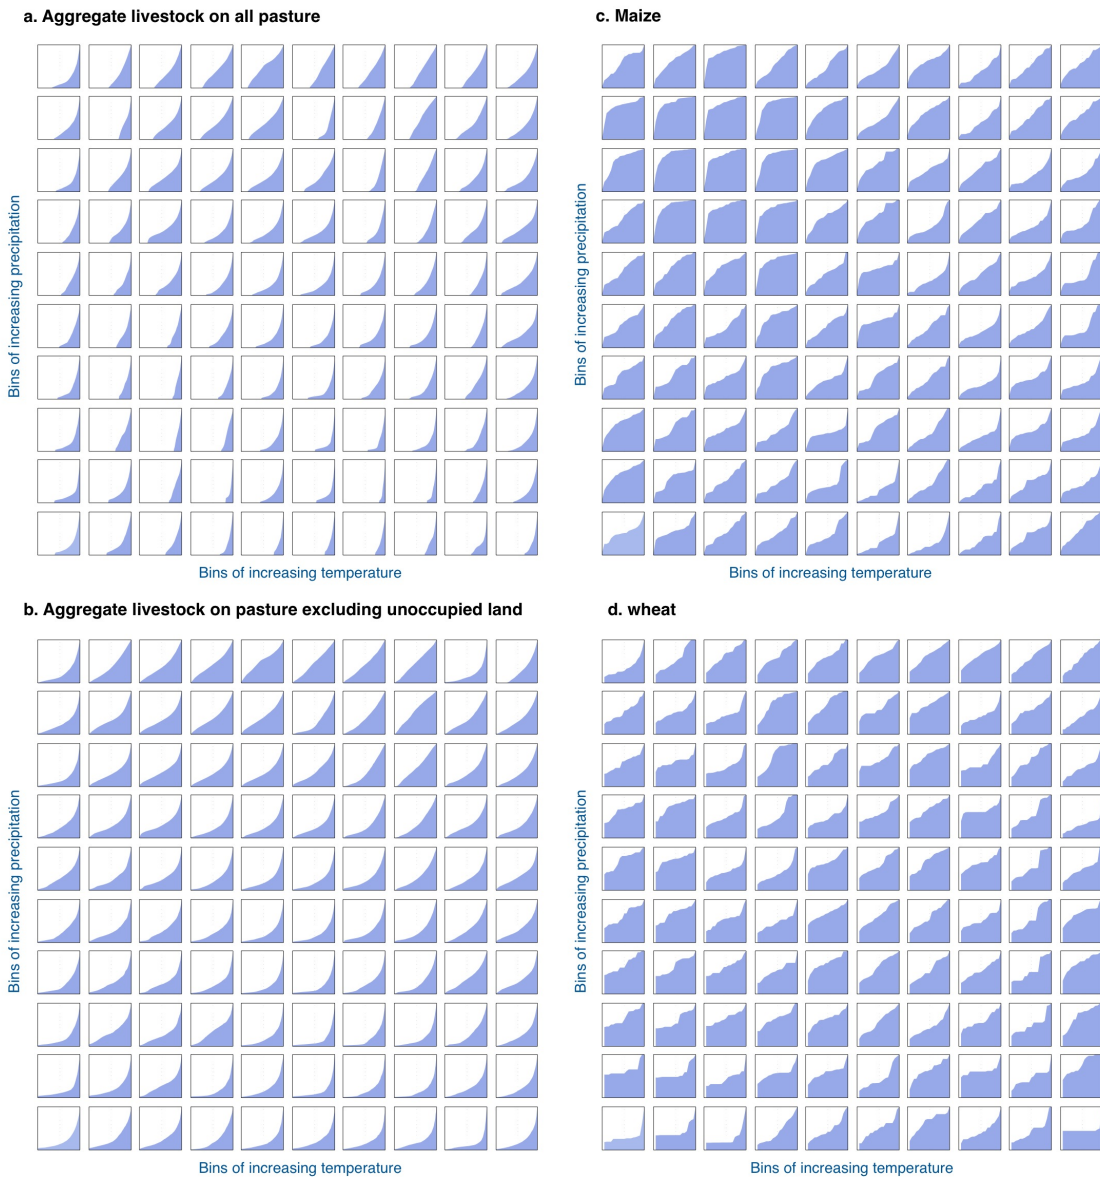 a. Aggregate livestock on all pasture
Bins of increasing precipitation
Bins of increasing temperature
c. Maize
Bins of increasing precipitation
Bins of increasing temperature
b. Aggregate livestock on pasture excluding unoccupied land
Bins of increasing precipitation
Bins of increasing temperature
d. wheat
Bins of increasing precipitation
Bins of increasing temperature